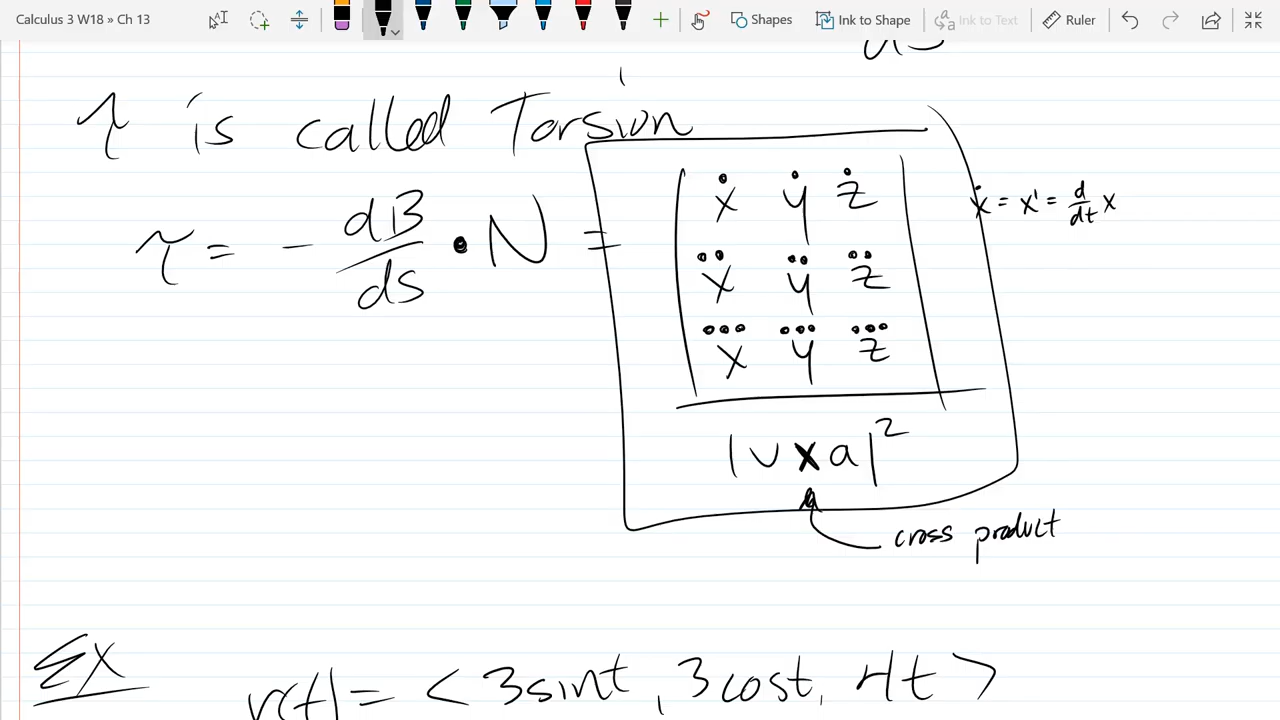 Calculus 3 W18 » Ch 13
Shapes
Ink to Shape
Ink to Text
Ruler
τ is called Torsion
τ = - dB/ds • N =
ẋ ẏ ż
ẍ ÿ z̈
x⃛ y⃛ z⃛
|v x a|²
ẋ = x' = d/dt x
cross product
Ex
r(t) = < 3sint, 3cost, 4t >